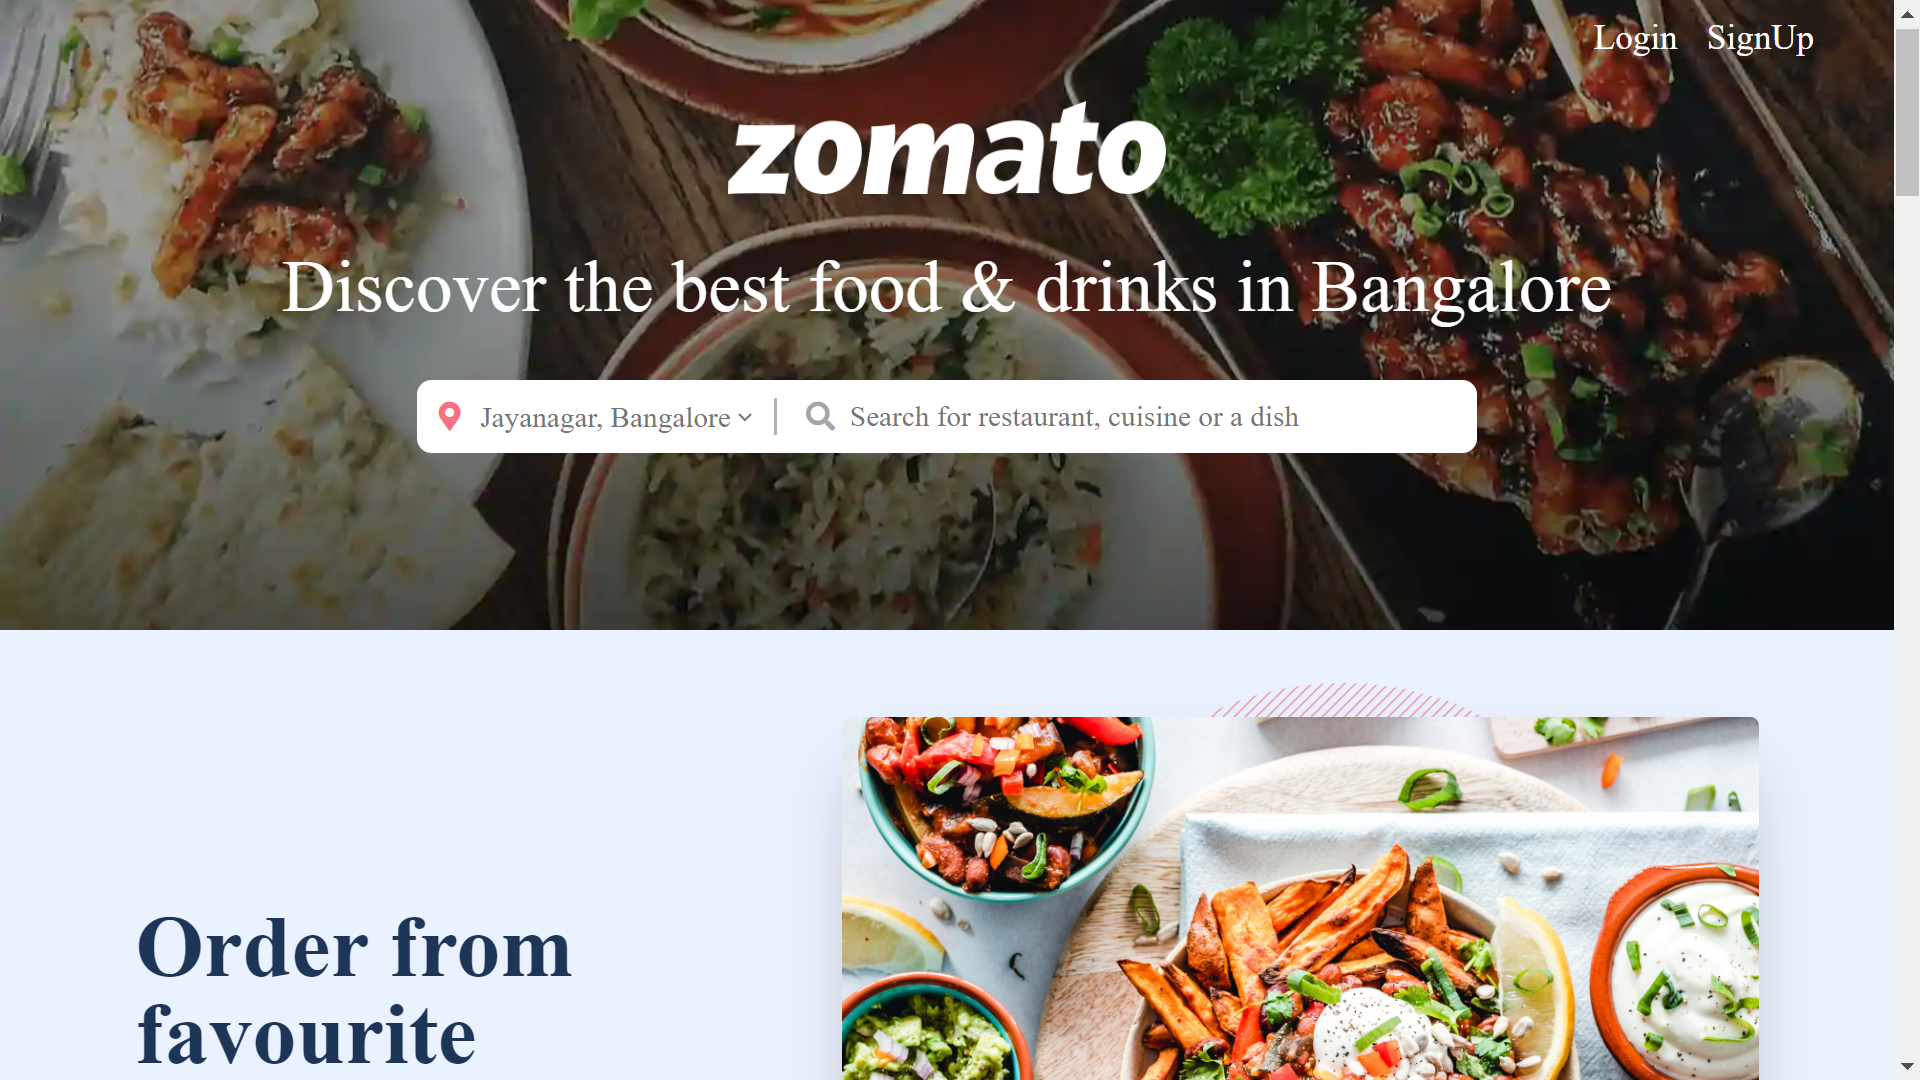 Login SignUp
zomato
Discover the best food & drinks in Bangalore
Jayanagar, Bangalore
Search for restaurant, cuisine or a dish
Order from
favourite